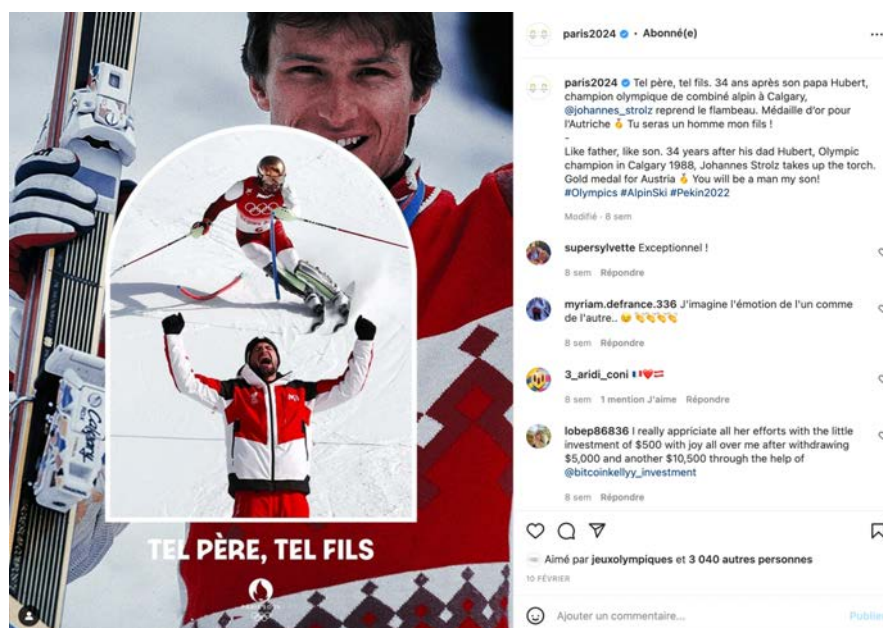 Calgary
TEL PÈRE, TEL FILS
paris2024 • Abonné(e)
paris2024 Tel père, tel fils. 34 ans après son papa Hubert,
champion olympique de combiné alpin à Calgary,
@johannes_strolz reprend le flambeau. Médaille d'or pour
l'Autriche 🥇 Tu seras un homme mon fils !
-
Like father, like son. 34 years after his dad Hubert, Olympic
champion in Calgary 1988, Johannes Strolz takes up the torch.
Gold medal for Austria 🥇 You will be a man my son!
#Olympics #AlpinSki #Pekin2022
Modifié · 8 sem
supersylvette Exceptionnel !
8 sem Répondre
myriam.defrance.336 J'imagine l'émotion de l'un comme
de l'autre.. 😉 👏👏👏👏
8 sem Répondre
3_aridi_coni 🇫🇷❤️🇦🇹
8 sem 1 mention J'aime Répondre
lobep86836 I really appriciate all her efforts with the little
investment of $500 with joy all over me after withdrawing
$5,000 and another $10,500 through the help of
@bitcoinkellyy_investment
8 sem Répondre
Aimé par jeuxolympiques et 3 040 autres personnes
10 FÉVRIER
Ajouter un commentaire...
Publier